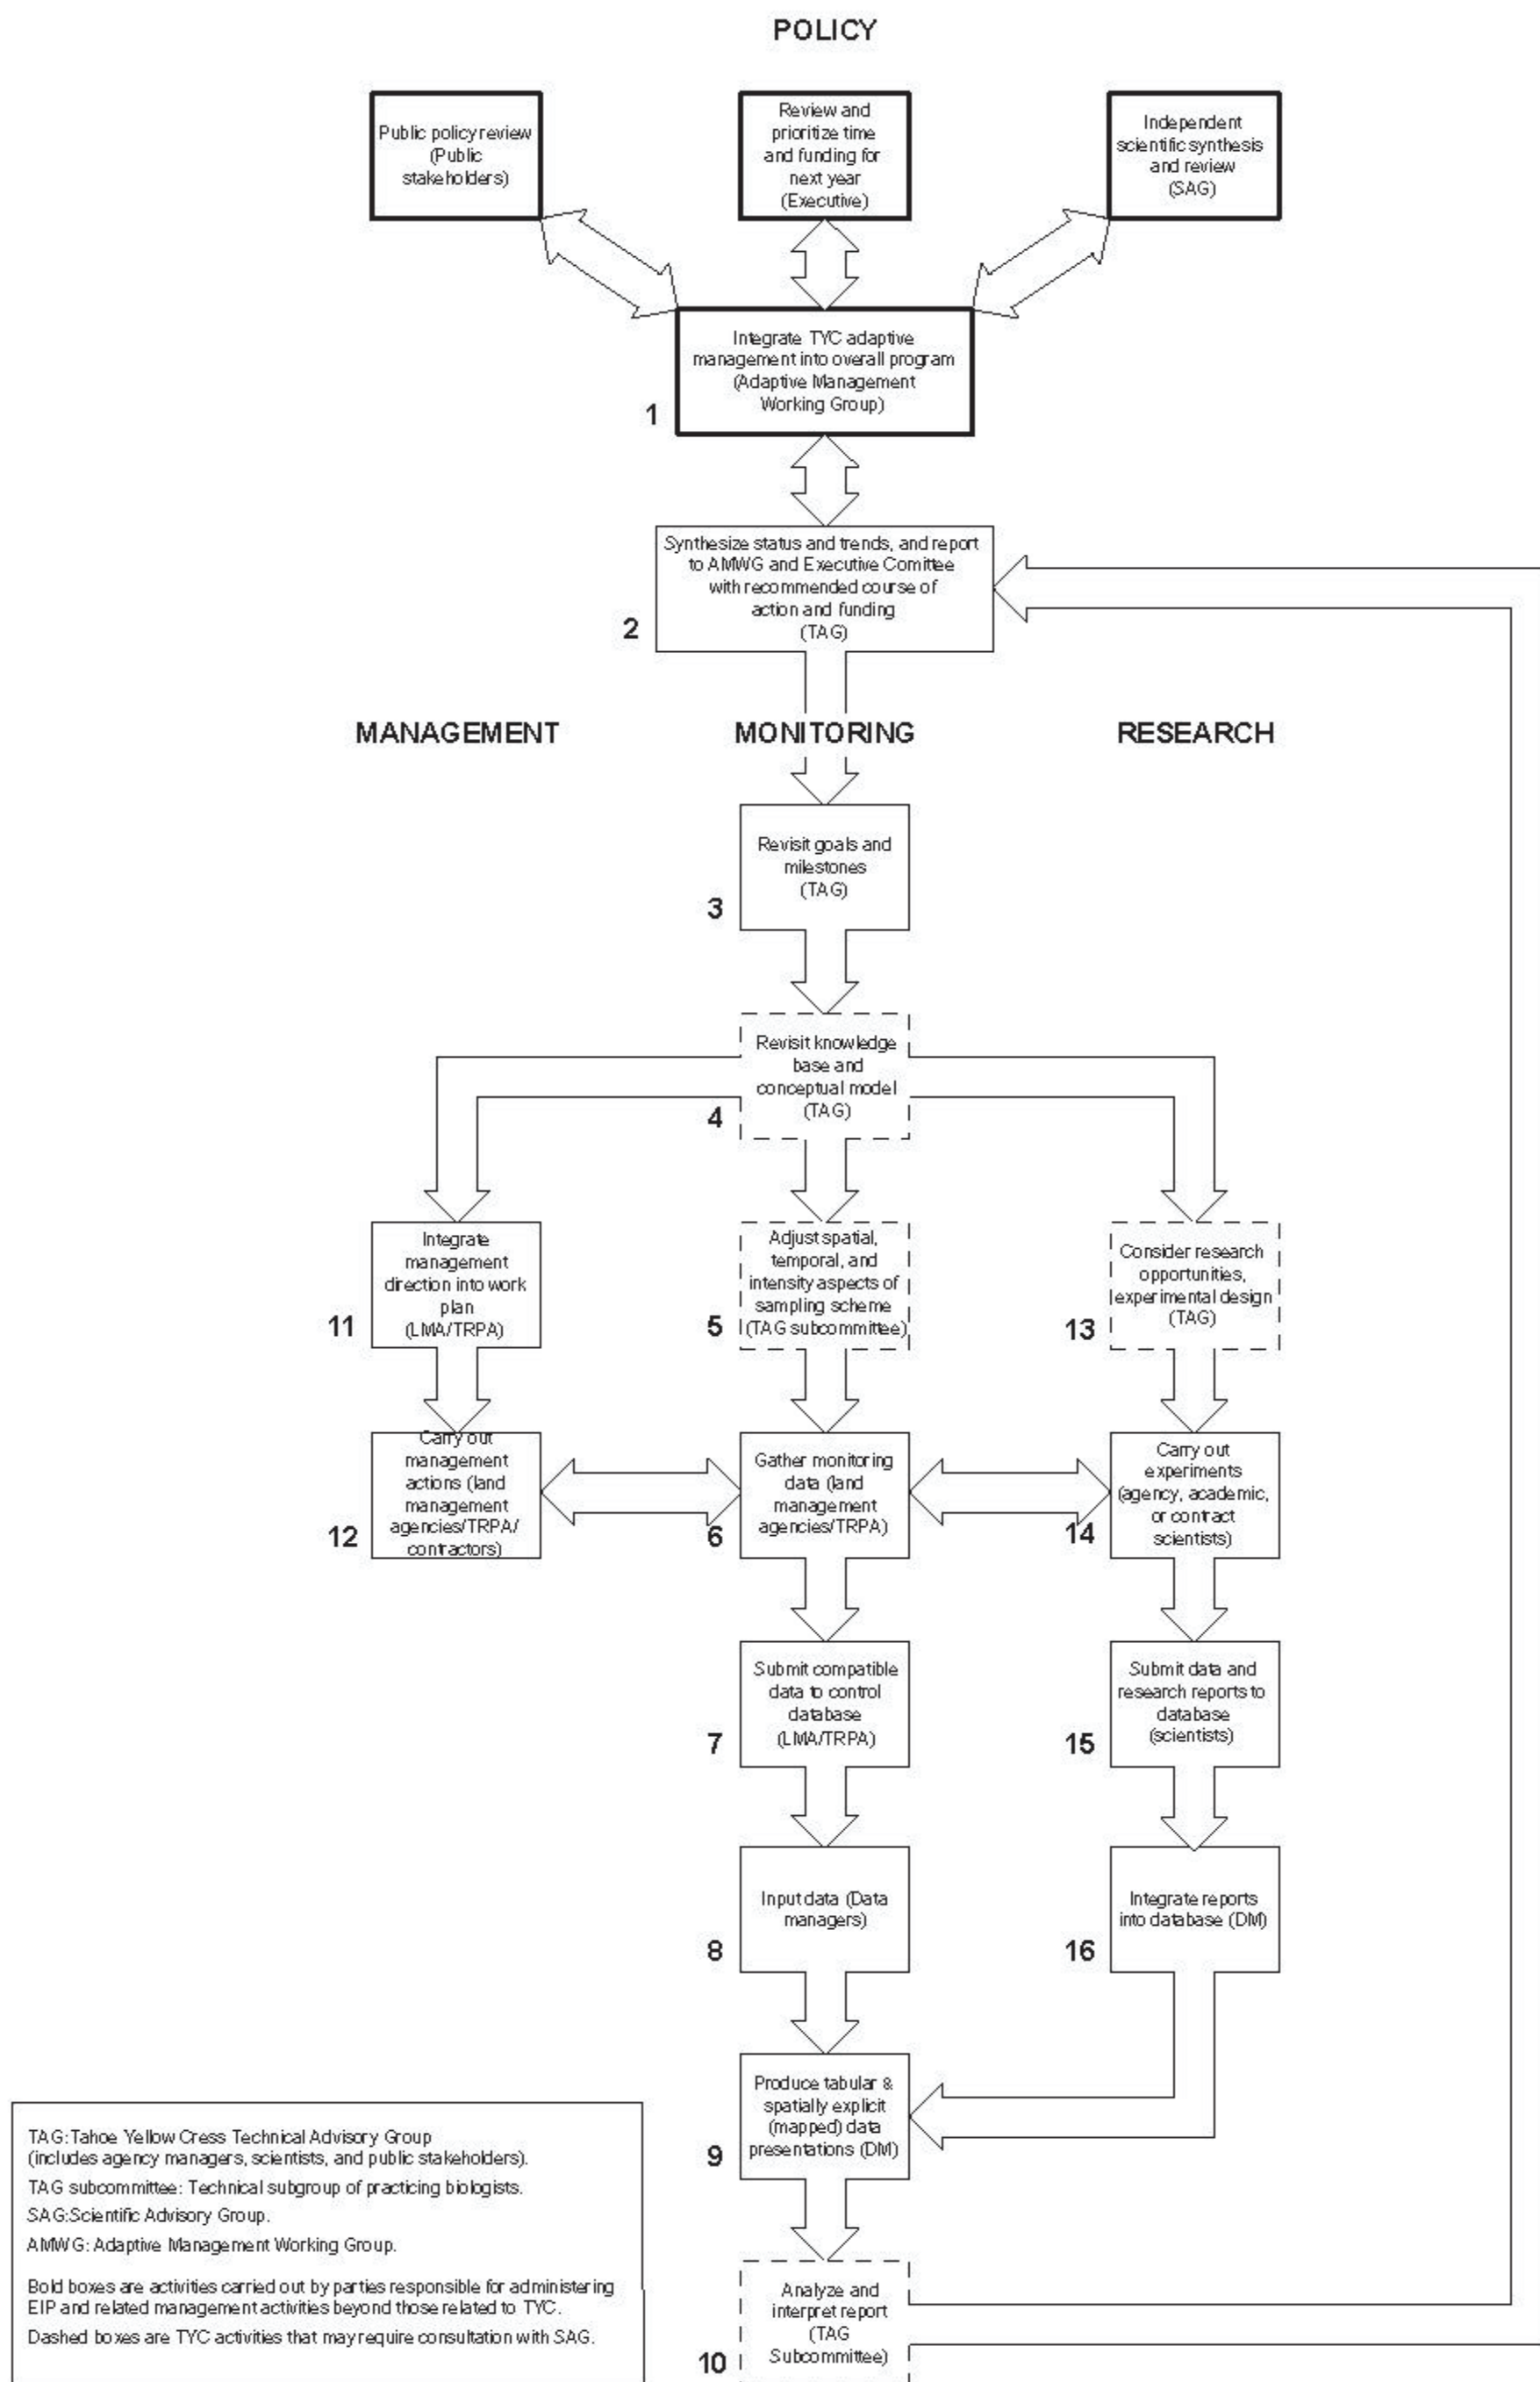 POLICY
Public policy review
(Public
stakeholders)
Review and
prioritize time
and funding for
next year
(Executive)
Independent
scientific synthesis
and review
(SAG)
Integrate TYC adaptive
management into overall program
(Adaptive Management
Working Group)
1
Synthesize status and trends, and report
to AMWG and Executive Comittee
with recommended course of
action and funding
(TAG)
2
MANAGEMENT
MONITORING
RESEARCH
Revisit goals and
milestones
(TAG)
3
Revisit knowledge
base and
conceptual model
(TAG)
4
Integrate
management
direction into work
plan
(LMA/TRPA)
11
Adjust spatial,
temporal, and
intensity aspects of
sampling scheme
(TAG subcommittee)
5
Consider research
opportunities,
experimental design
(TAG)
13
Carry out
management
actions (land
management
agencies/TRPA/
contractors)
12
Gather monitoring
data (land
management
agencies/TRPA)
6
Carry out
experiments
(agency, academic,
or contract
scientists)
14
Submit compatible
data to control
database
(LMA/TRPA)
7
Submit data and
research reports to
database
(scientists)
15
Input data (Data
managers)
8
Integrate reports
into database (DM)
16
Produce tabular &
spatially explicit
(mapped) data
presentations (DM)
9
Analyze and
interpret report
(TAG
Subcommittee)
10
TAG: Tahoe Yellow Cress Technical Advisory Group
(includes agency managers, scientists, and public stakeholders).
TAG subcommittee: Technical subgroup of practicing biologists.
SAG:Scientific Advisory Group.
AMWG: Adaptive Management Working Group.
Bold boxes are activities carried out by parties responsible for administering
EIP and related management activities beyond those related to TYC.
Dashed boxes are TYC activities that may require consultation with SAG.